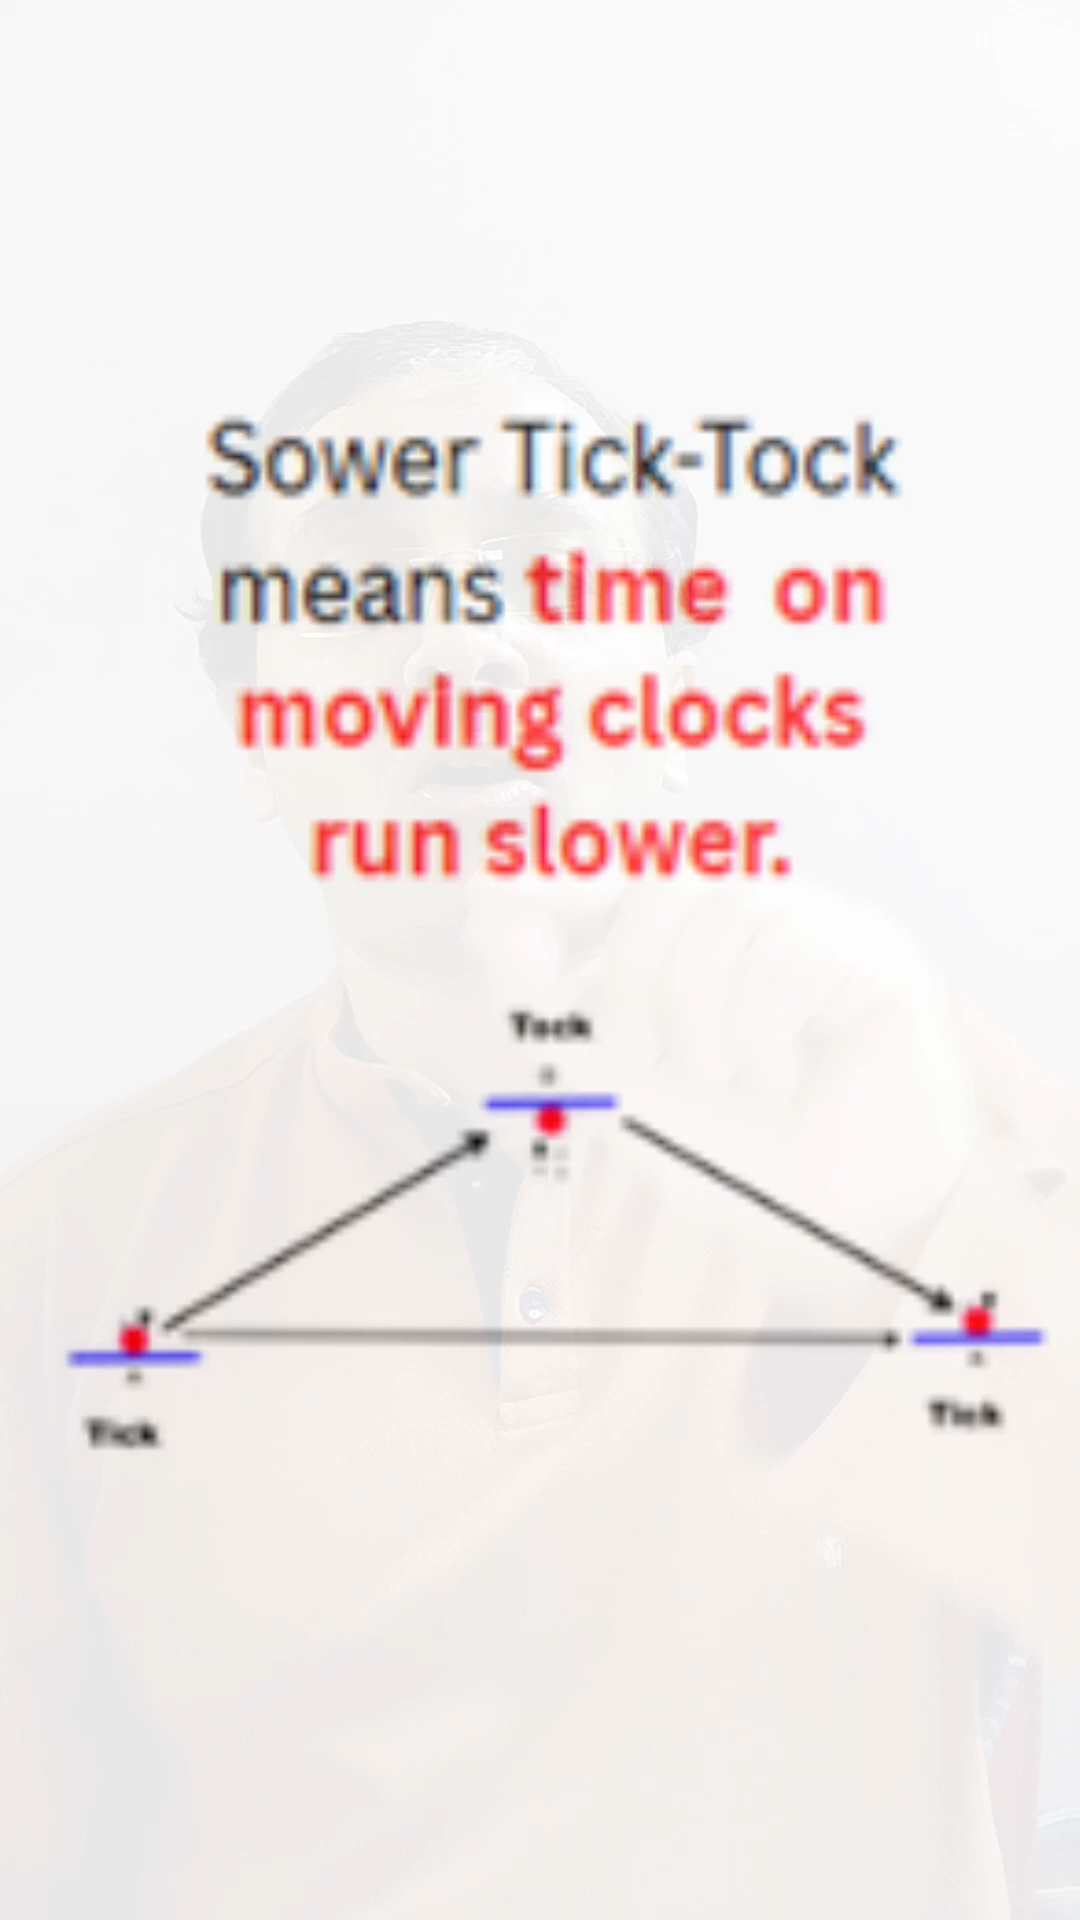 Sower Tick-Tock
means time on
moving clocks
run slower.
Tock
Tick
Tick